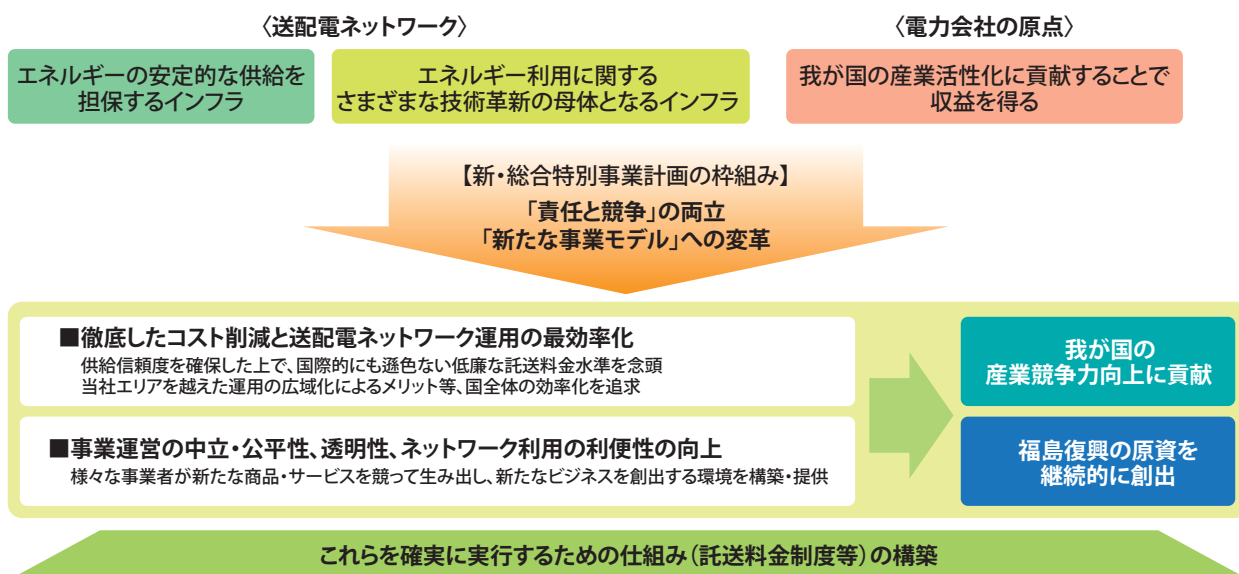 〈送配電ネットワーク〉
〈電力会社の原点〉
エネルギーの安定的な供給を
担保するインフラ
エネルギー利用に関する
さまざまな技術革新の母体となるインフラ
我が国の産業活性化に貢献することで
収益を得る
【新・総合特別事業計画の枠組み】
「責任と競争」の両立
「新たな事業モデル」への変革
■徹底したコスト削減と送配電ネットワーク運用の最効率化
供給信頼度を確保した上で、国際的にも遜色ない低廉な託送料金水準を念頭
当社エリアを越えた運用の広域化によるメリット等、国全体の効率化を追求
■事業運営の中立・公平性、透明性、ネットワーク利用の利便性の向上
様々な事業者が新たな商品・サービスを競って生み出し、新たなビジネスを創出する環境を構築・提供
我が国の
産業競争力向上に貢献
福島復興の原資を
継続的に創出
これらを確実に実行するための仕組み（託送料金制度等）の構築